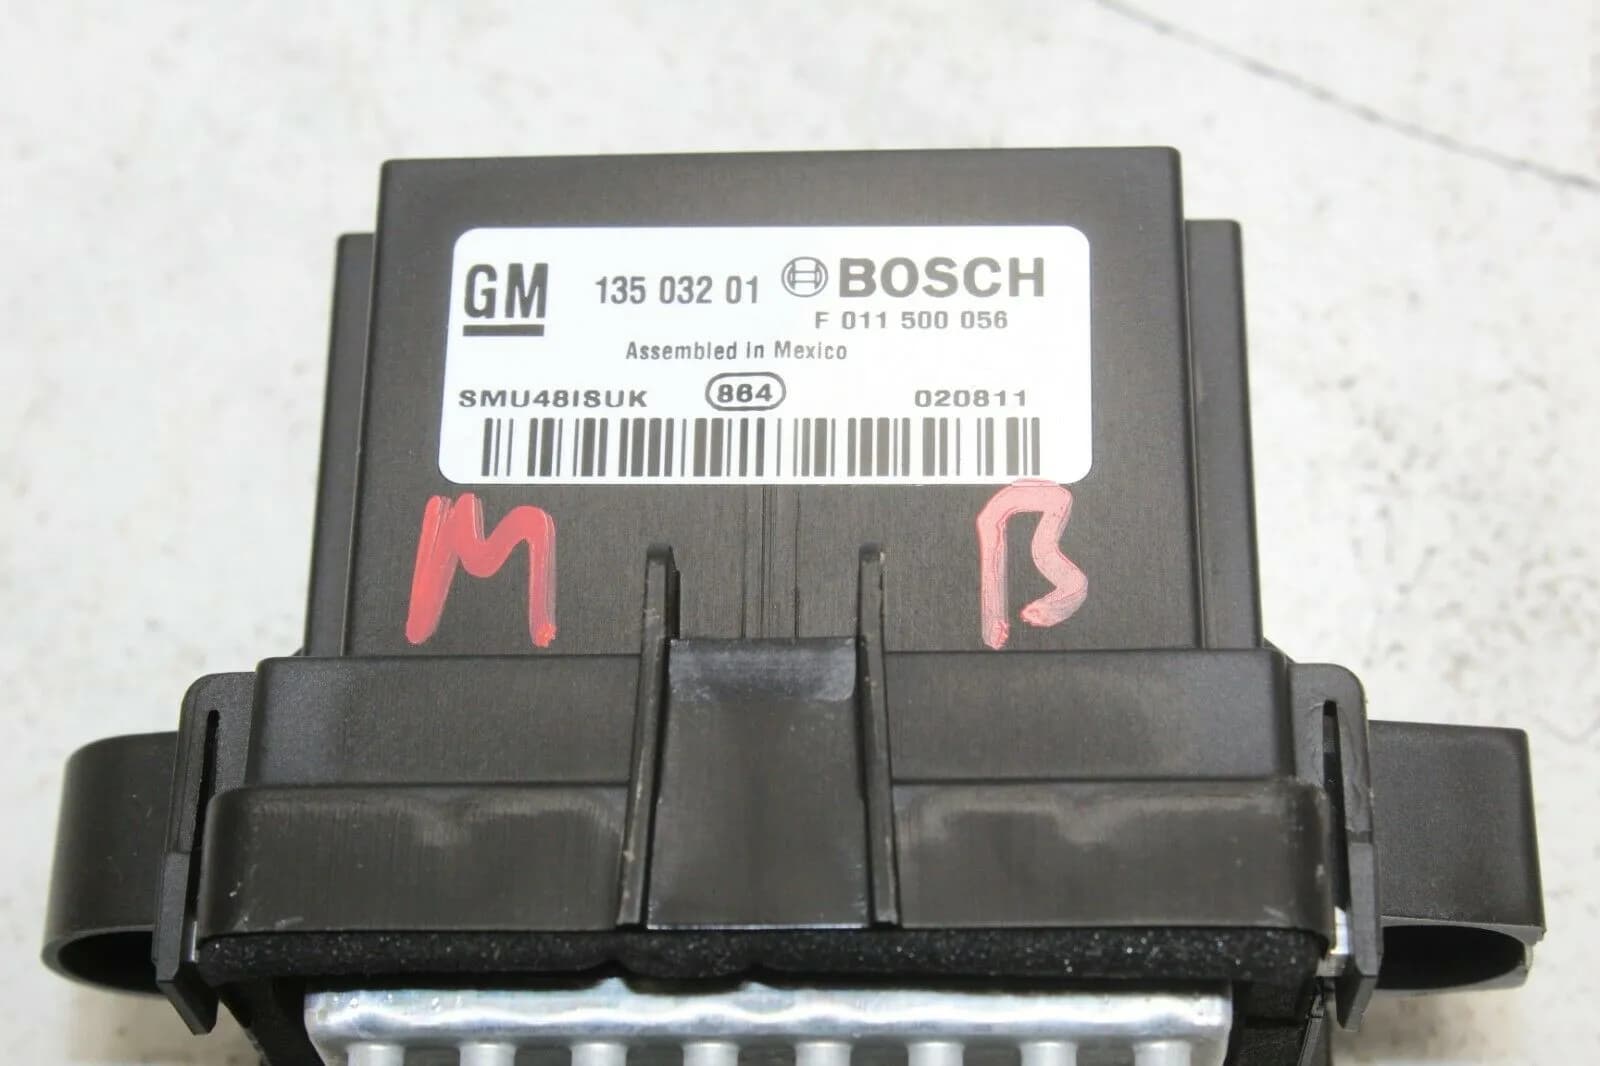 GM 135 032 01 BOSCH
F 011 500 056
Assembled in Mexico
SMU48ISUK 864 020811
M B